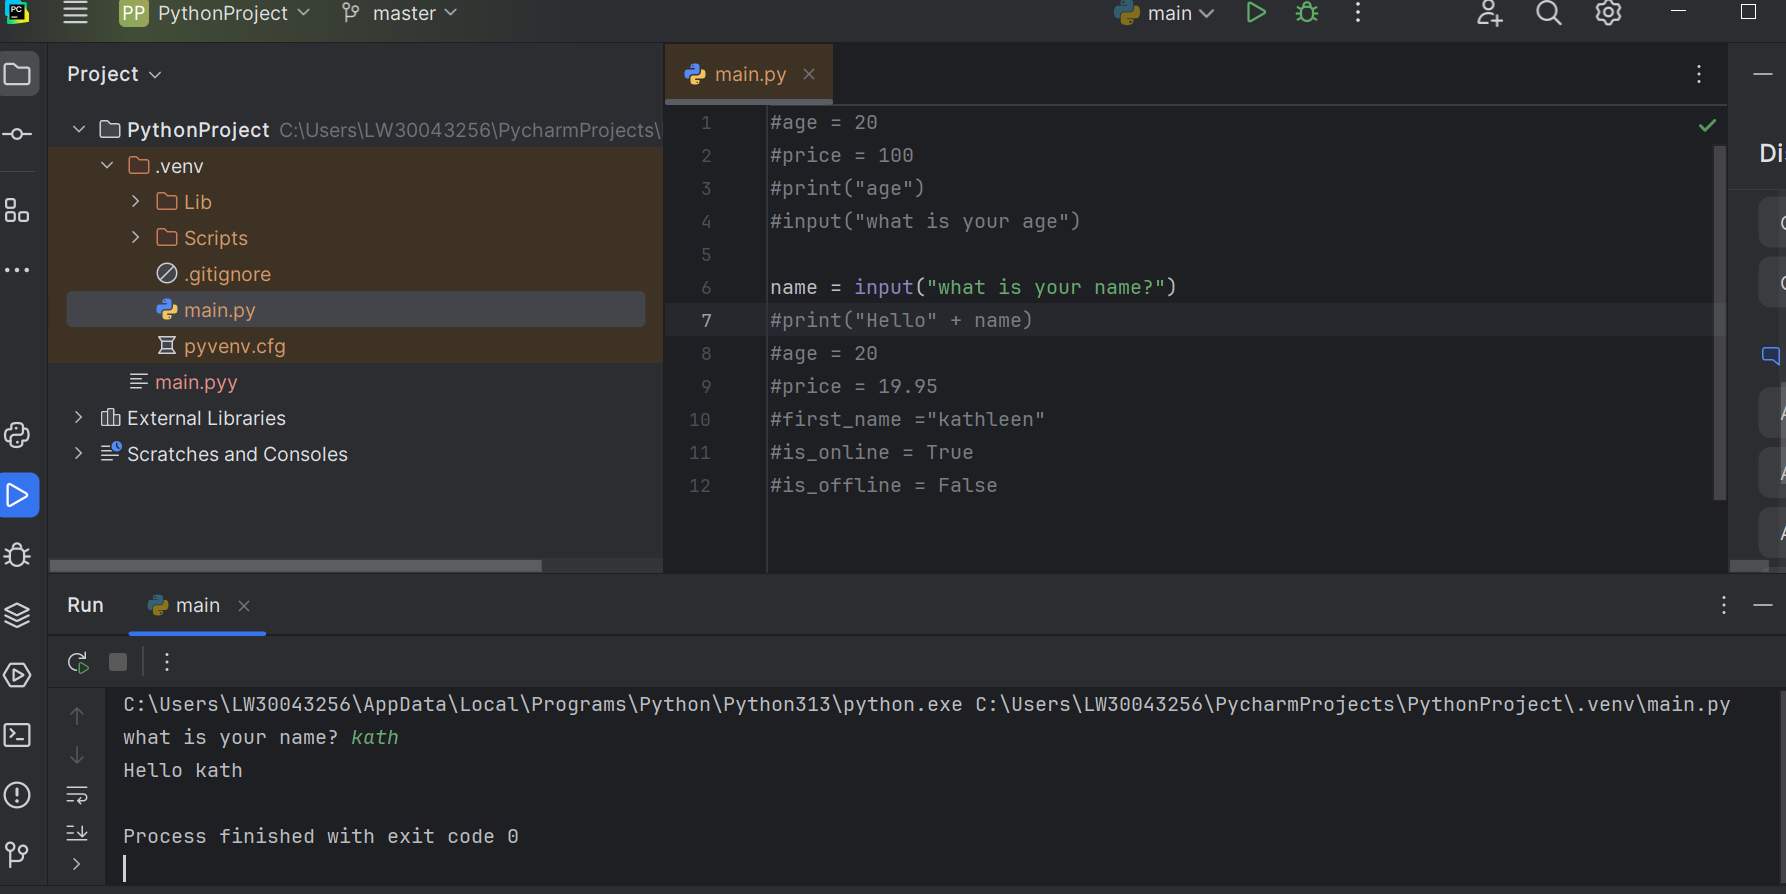 PC PP PythonProject master main
Project
main.py
PythonProject C:\Users\LW30043256\PycharmProjects\
.venv
Lib
Scripts
.gitignore
main.py
pyvenv.cfg
main.pyy
External Libraries
Scratches and Consoles
1 #age = 20
2 #price = 100
3 #print("age")
4 #input("what is your age")
5
6 name = input("what is your name?")
7 #print("Hello" + name)
8 #age = 20
9 #price = 19.95
10 #first_name ="kathleen"
11 #is_online = True
12 #is_offline = False
Di
Run main
C:\Users\LW30043256\AppData\Local\Programs\Python\Python313\python.exe C:\Users\LW30043256\PycharmProjects\PythonProject\.venv\main.py
what is your name? kath
Hello kath
Process finished with exit code 0